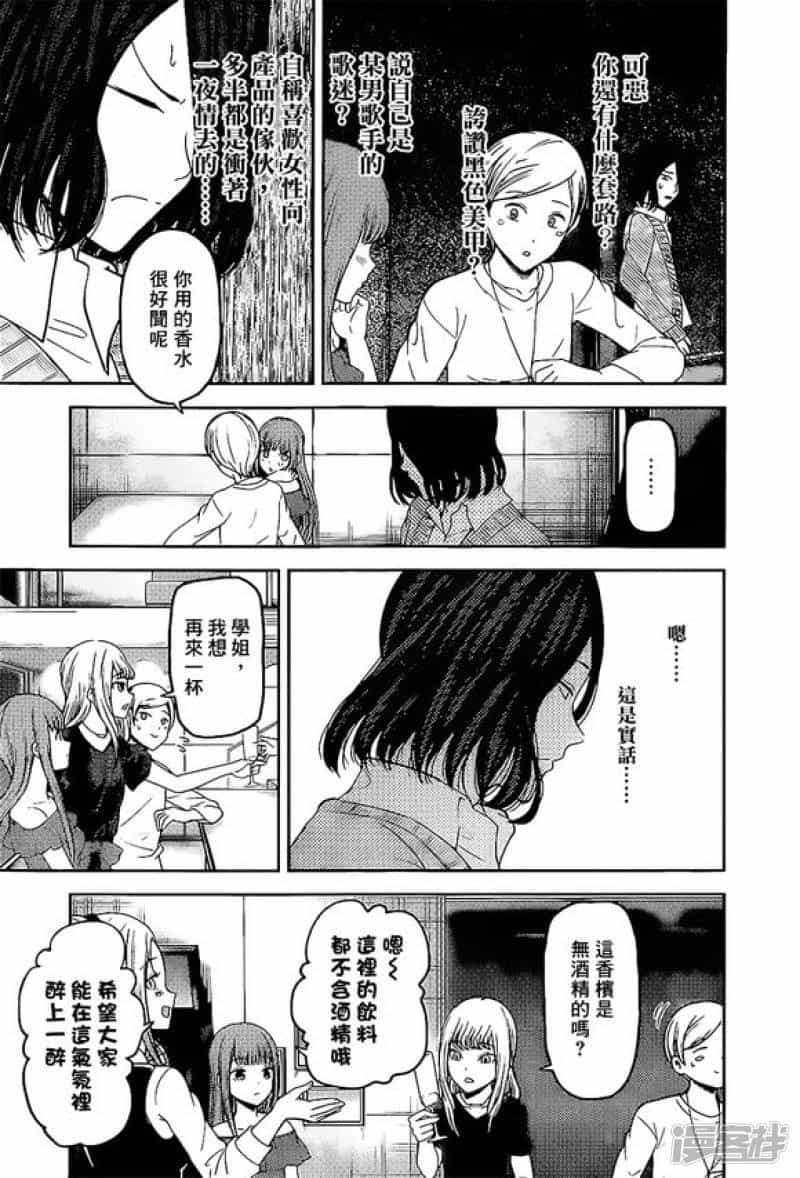 可惡
你還有什麼套路?
誇讚黑色美甲?
說自己是
某男歌手的
歌迷?
自稱喜歡女性向
產品的傢伙,
多半都是衝著
一夜情去的……
你用的香水
很好聞呢
……
嗯……
這是實話……
學姐,
我想
再來一杯
這香檳是
無酒精的嗎?
嗯~
這裡的飲料
都不含酒精哦
希望大家
能在這氣氛裡
醉上一醉
漫客栈